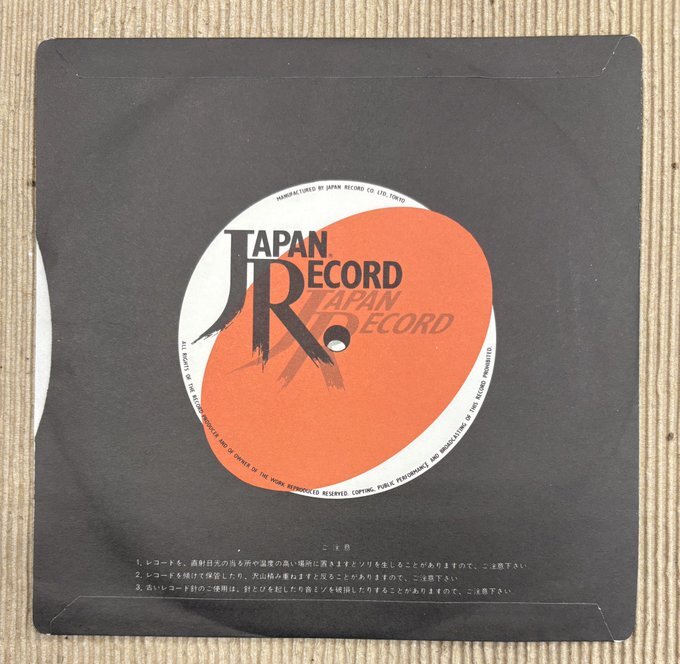 MANUFACTURED BY JAPAN RECORD CO. LTD. TOKYO
JAPAN
RECORD
JAPAN
RECORD
ALL RIGHTS OF THE RECORD PRODUCER AND OF OWNER OF THE WORK REPRODUCED RESERVED. COPYING, PUBLIC PERFORMANCE AND BROADCASTING OF THIS RECORD PROHIBITED.
ご注意
1. レコードを、直射日光の当る所や温度の高い場所に置きますとソリを生じることがありますので、ご注意下さい
2. レコードを傾けて保管したり、沢山積み重ねますと反ることがありますので、ご注意下さい
3. 古いレコード針のご使用は、針とびを起したり音ミゾを破損したりすることがありますので、ご注意下さい